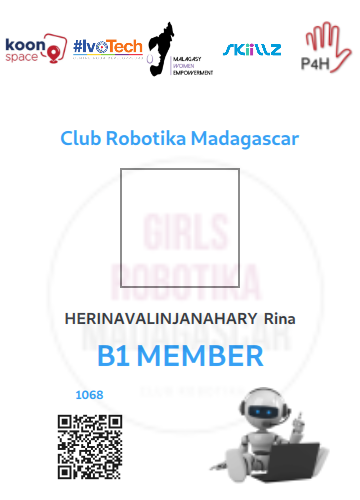 koon
space
#IvoTech
MALAGASY
WOMEN
EMPOWERMENT
SKILLZ
P4H
Club Robotika Madagascar
GIRLS
ROBOTIKA
MADAGASCAR
HERINAVALINJANAHARY Rina
B1 MEMBER
1068